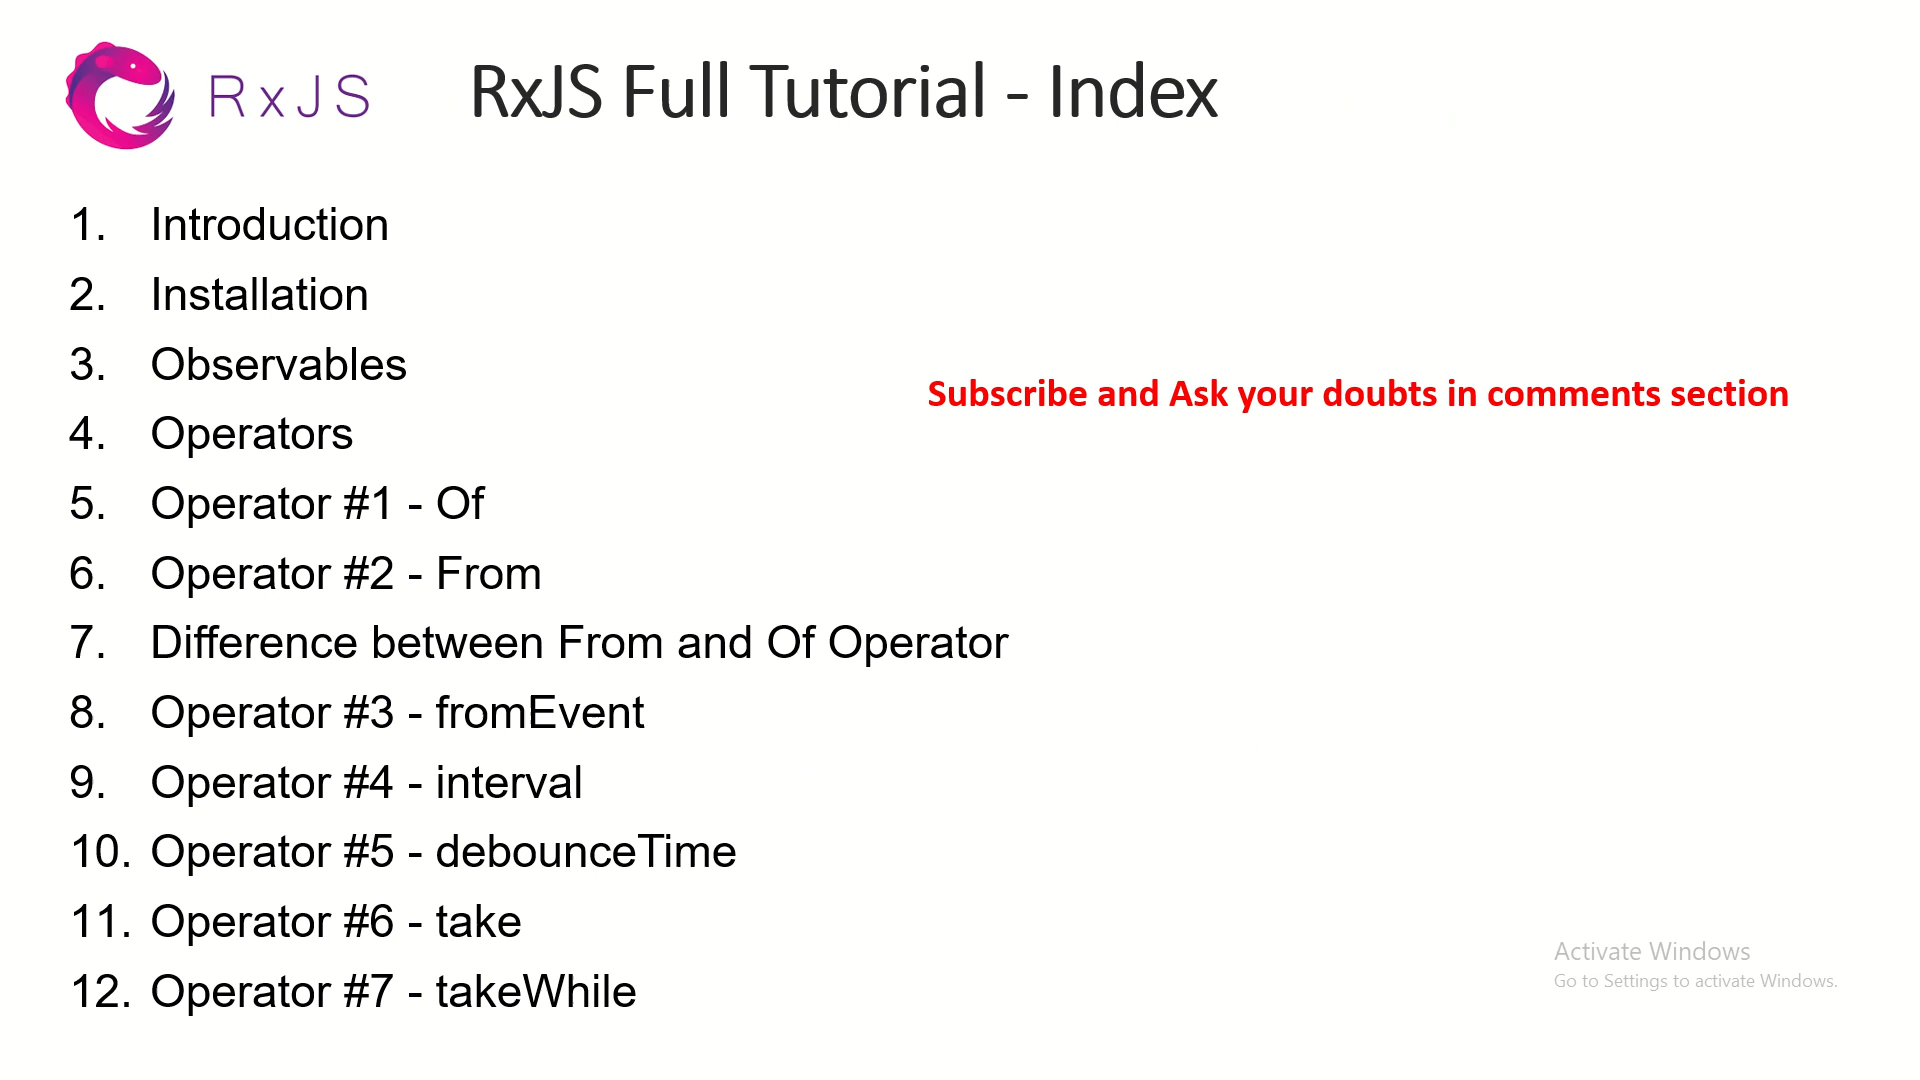 RxJS
RxJS Full Tutorial - Index
1. Introduction
2. Installation
3. Observables
4. Operators
5. Operator #1 - Of
6. Operator #2 - From
7. Difference between From and Of Operator
8. Operator #3 - fromEvent
9. Operator #4 - interval
10. Operator #5 - debounceTime
11. Operator #6 - take
12. Operator #7 - takeWhile
Subscribe and Ask your doubts in comments section
Activate Windows
Go to Settings to activate Windows.